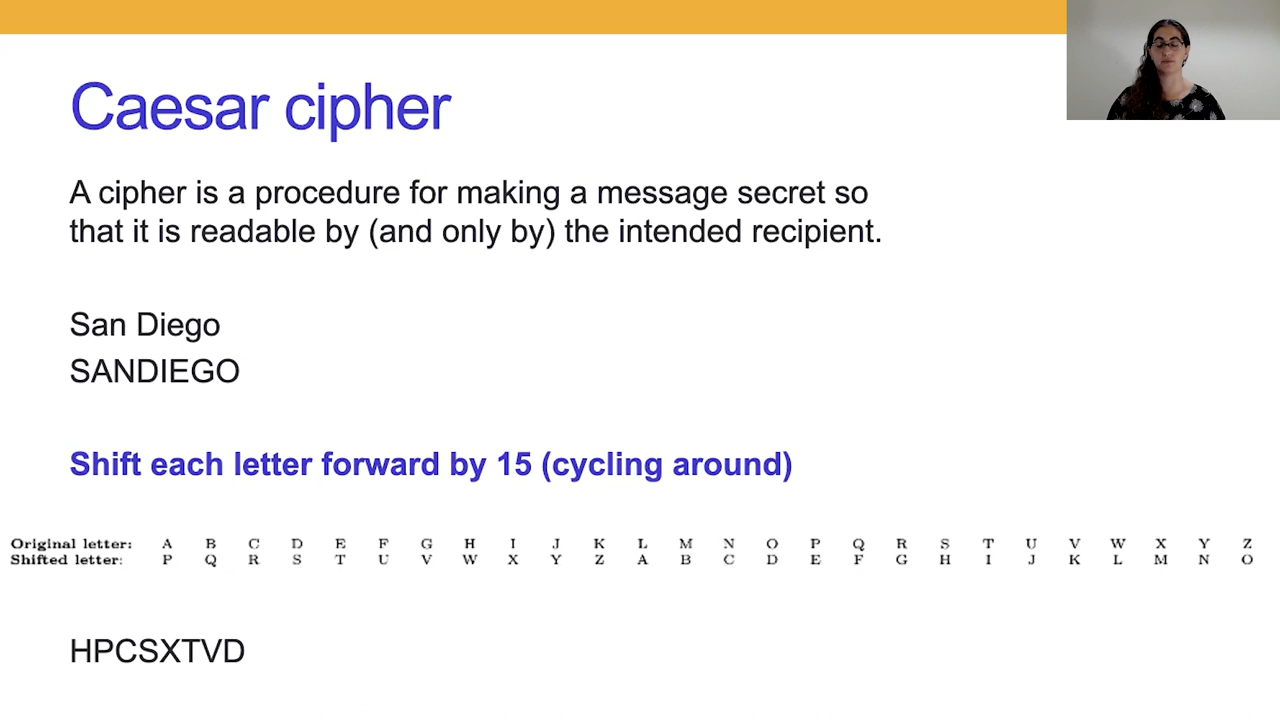 Caesar cipher
A cipher is a procedure for making a message secret so
that it is readable by (and only by) the intended recipient.
San Diego
SANDIEGO
Shift each letter forward by 15 (cycling around)
Original letter: A B C D E F G H I J K L M N O P Q R S T U V W X Y Z
Shifted letter: P Q R S T U V W X Y Z A B C D E F G H I J K L M N O
HPCSXTVD